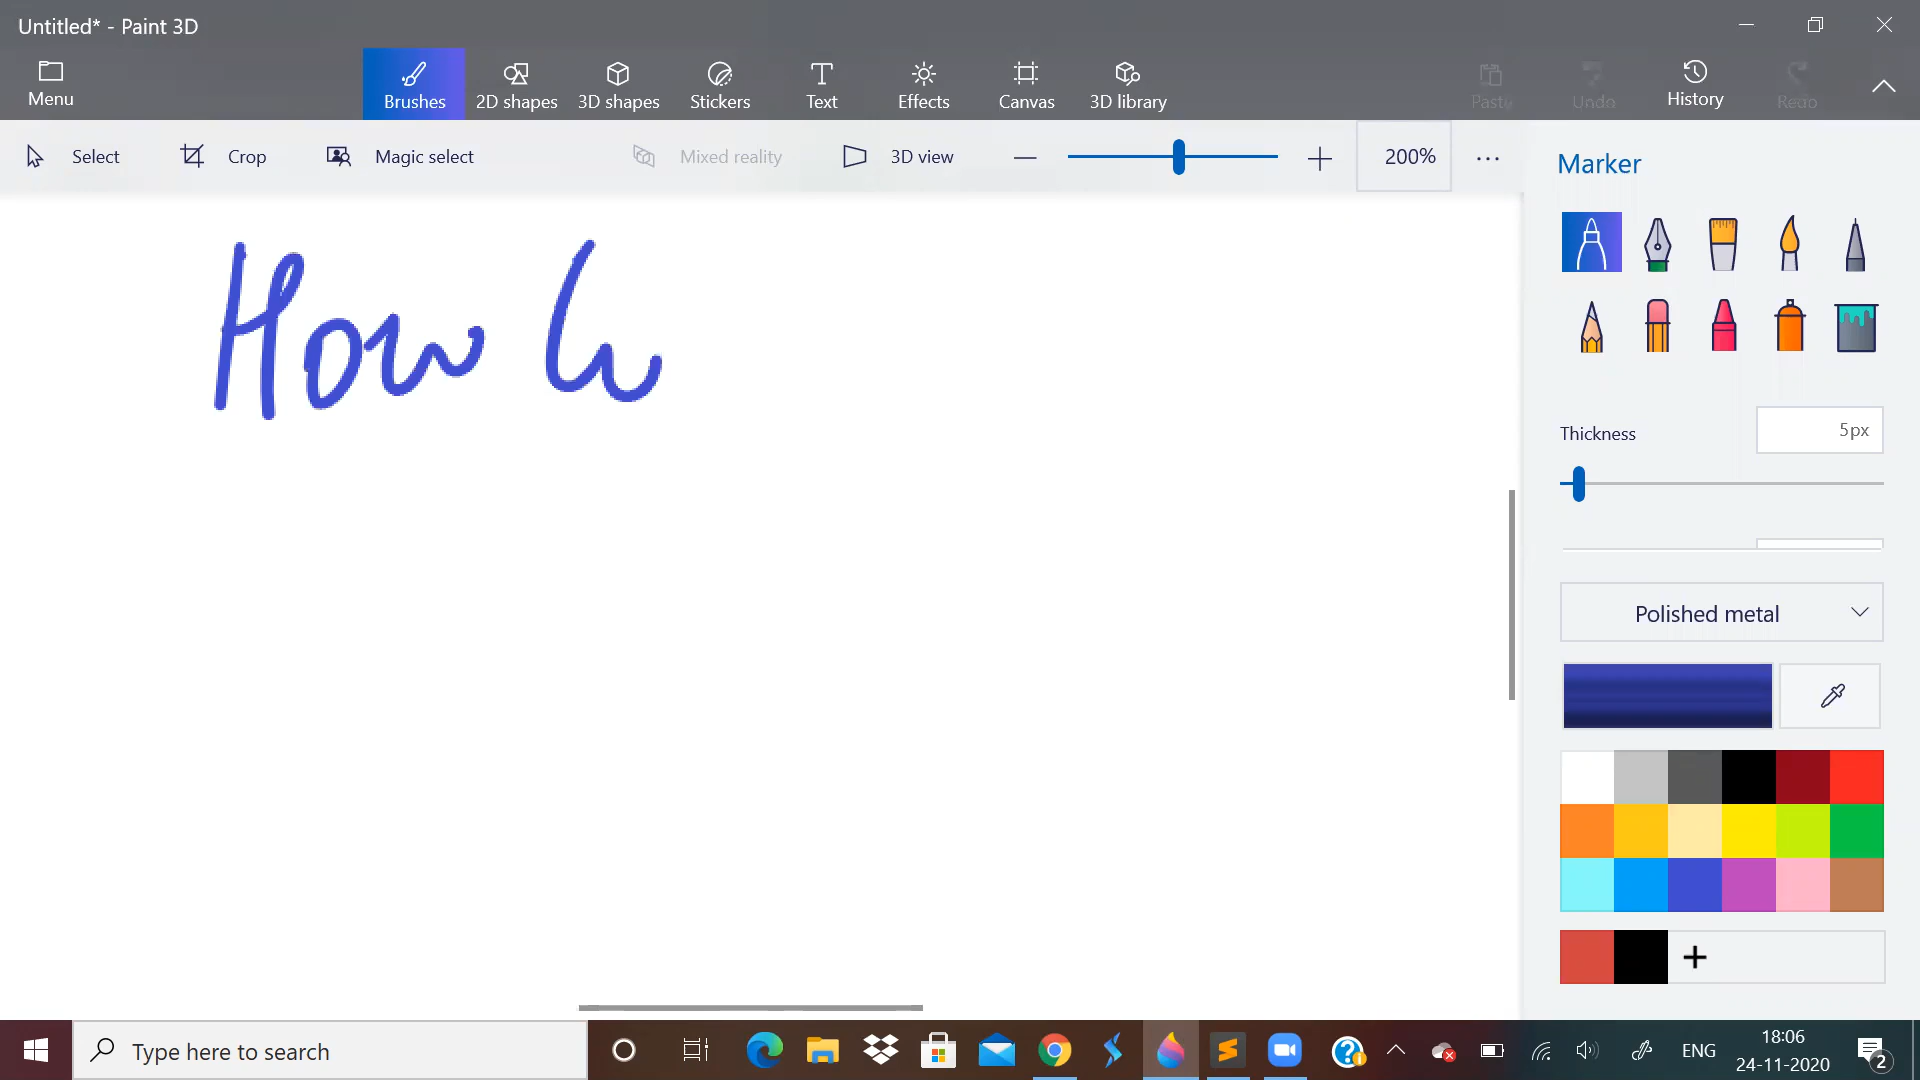 Untitled* - Paint 3D
Menu
Brushes
2D shapes
3D shapes
Stickers
Text
Effects
Canvas
3D library
Paste
Undo
History
Redo
Select
Crop
Magic select
Mixed reality
3D view
200%
Marker
How
Thickness
5px
Polished metal
Type here to search
ENG
18:06
24-11-2020
2